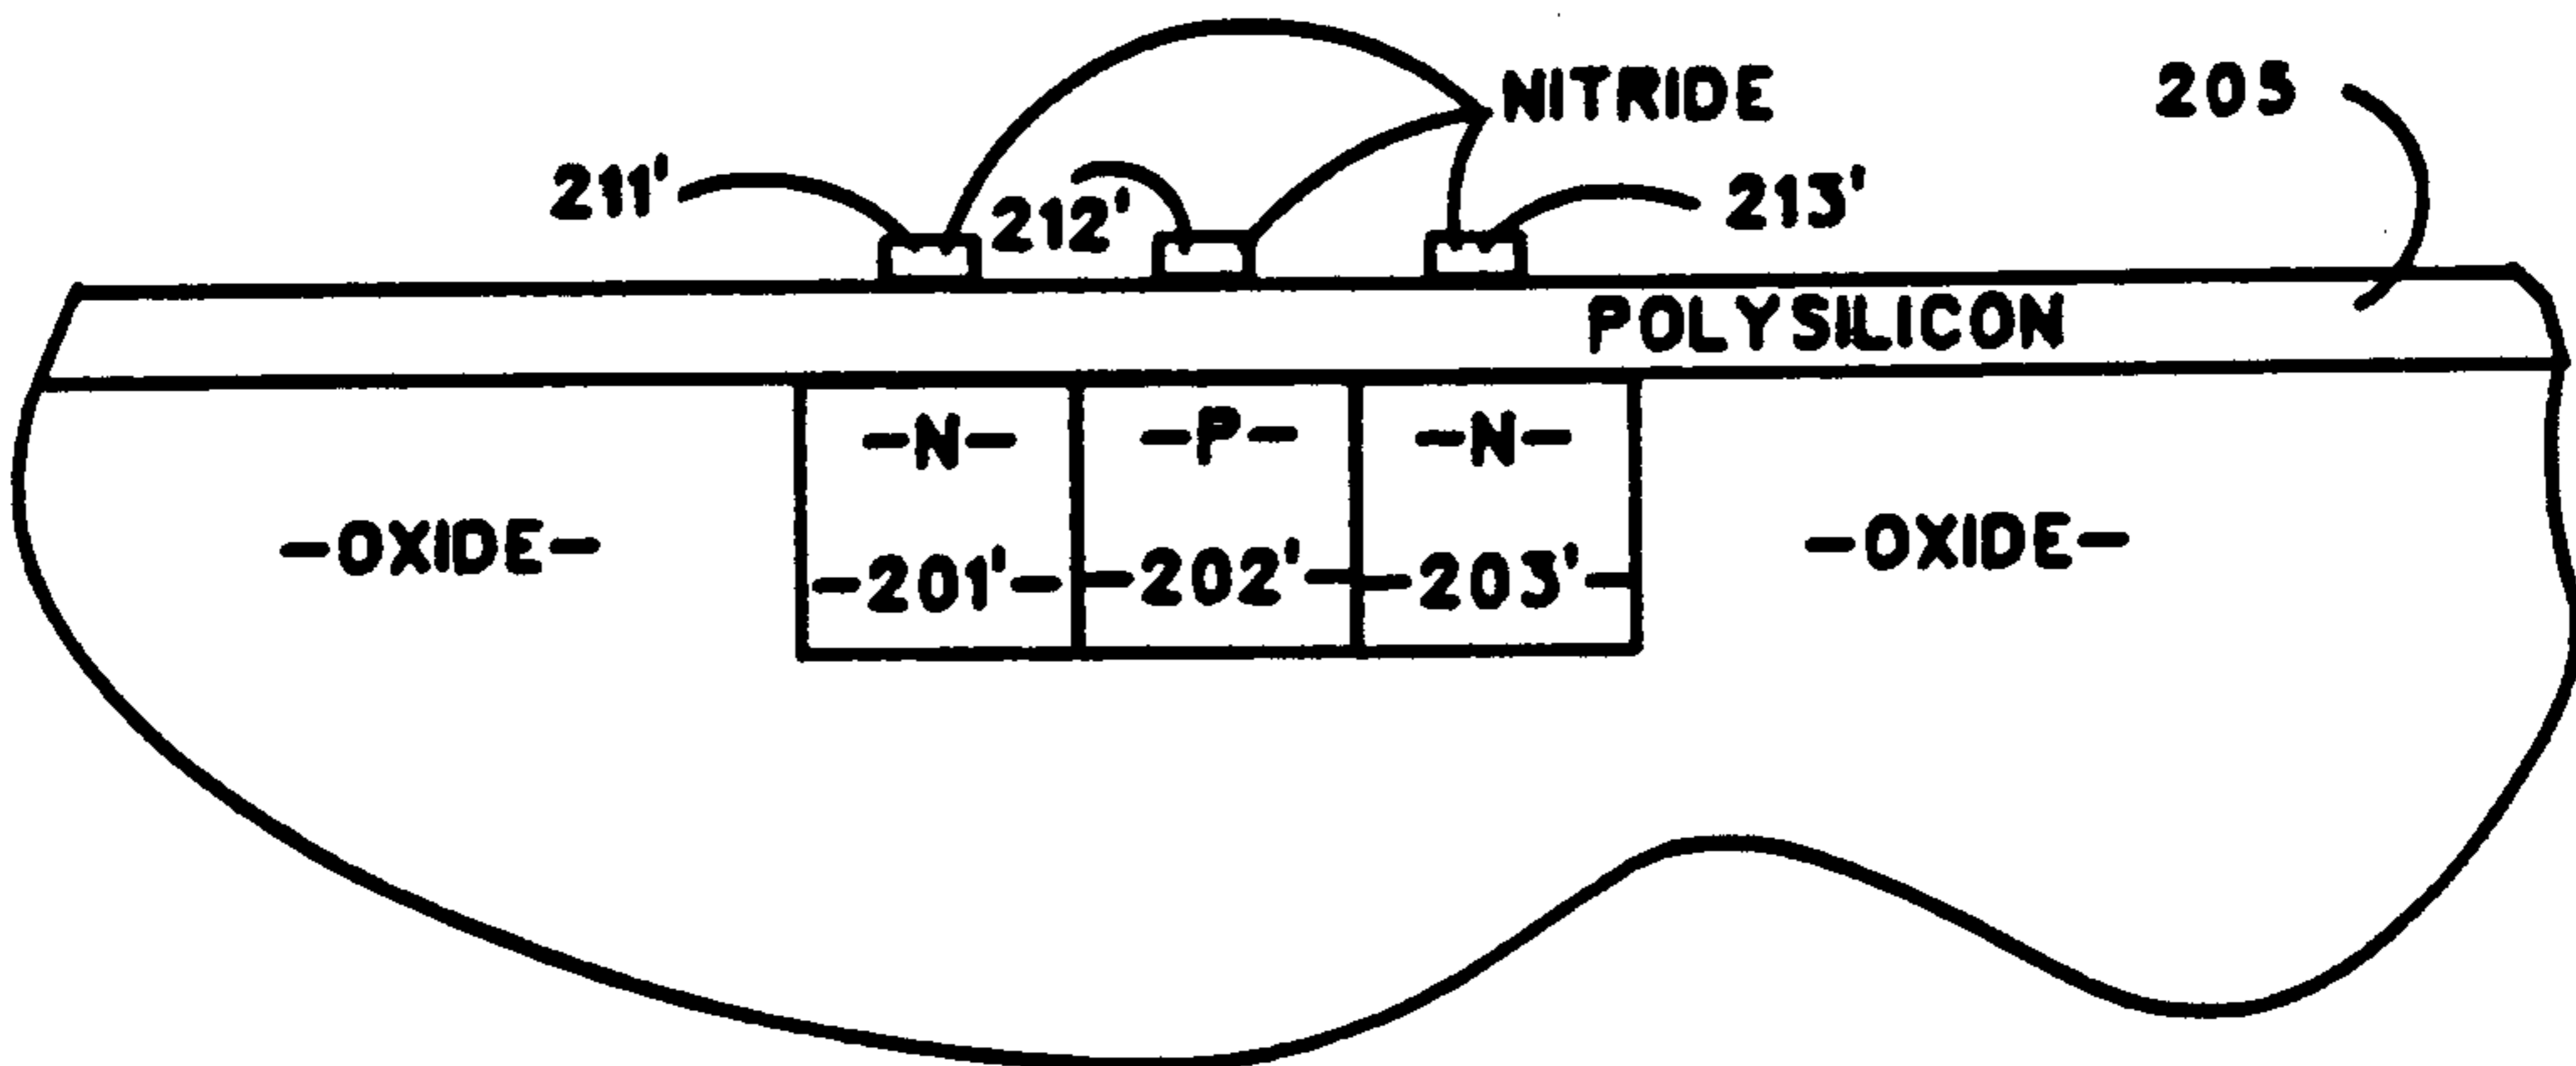 NITRIDE
205
211'
212'
213'
POLYSILICON
-N-
-P-
-N-
-OXIDE-
-OXIDE-
-201'-
-202'-
-203'-